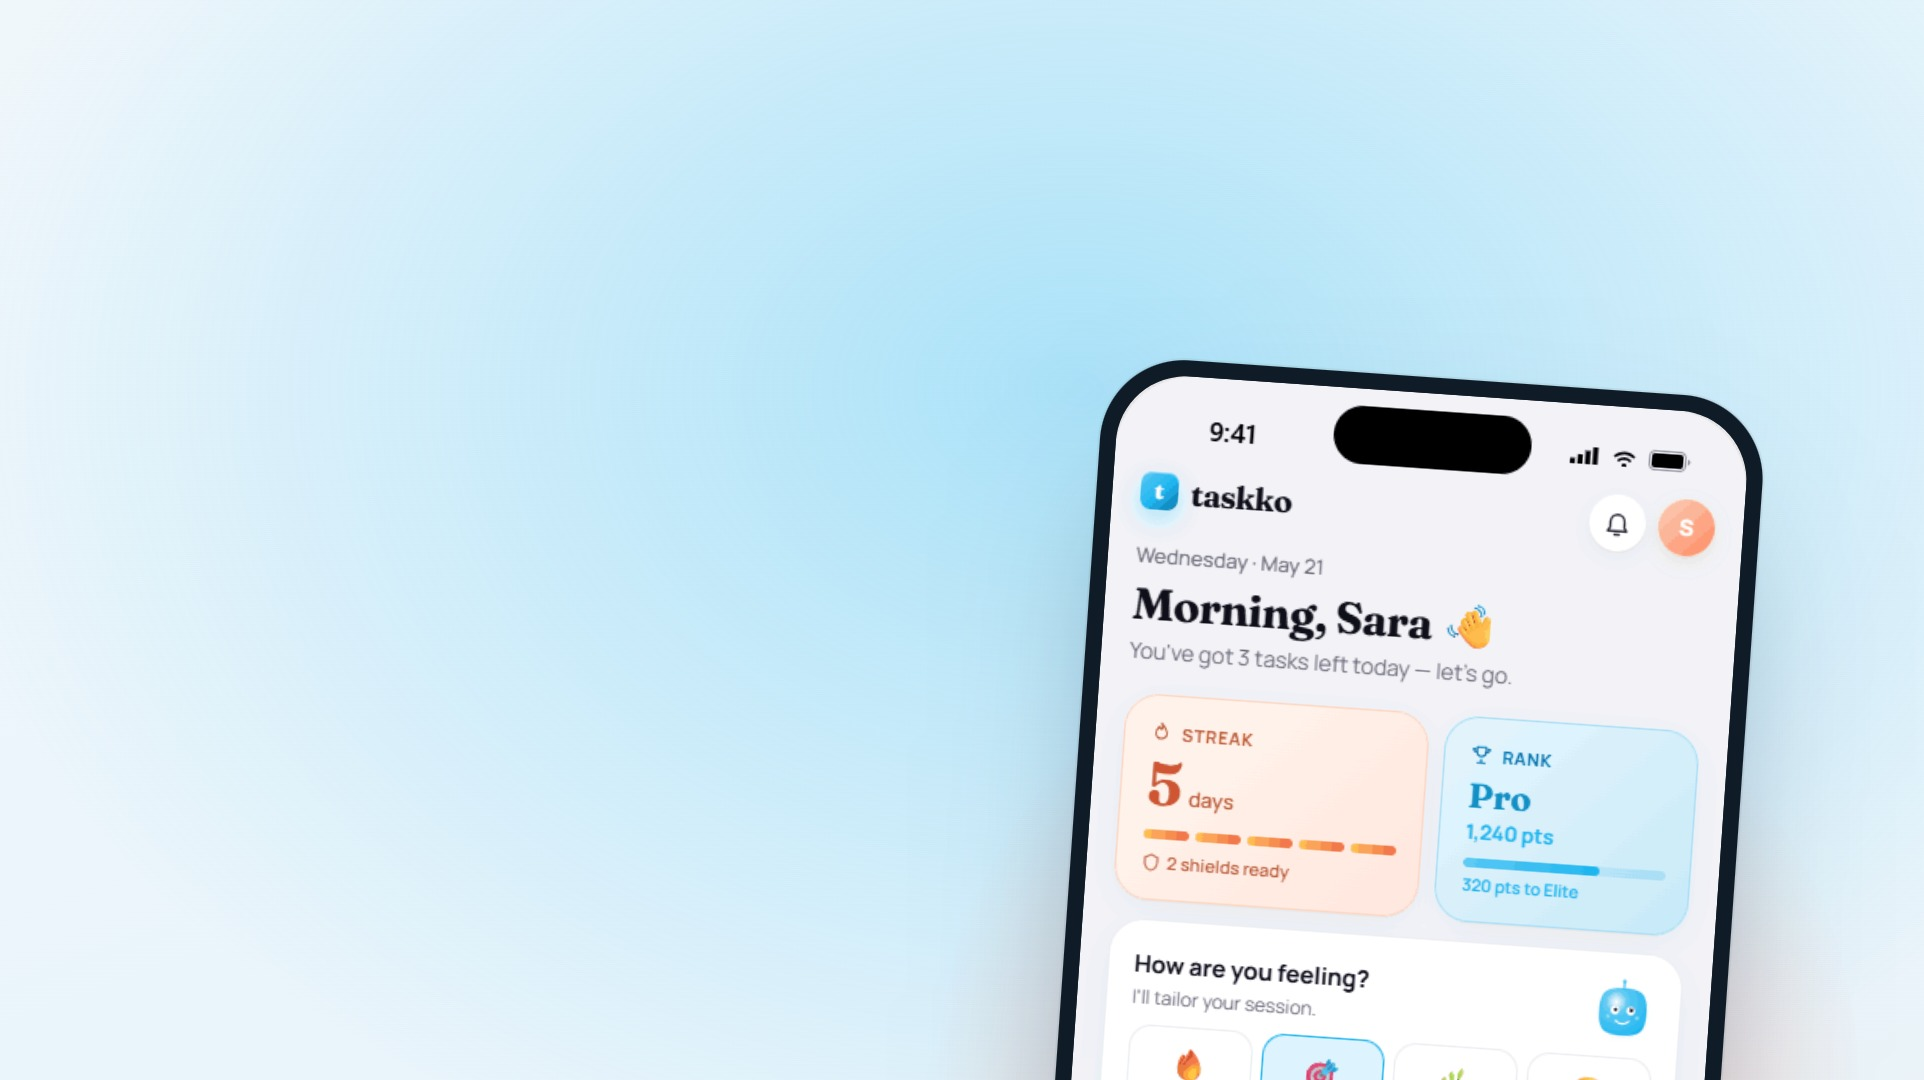 9:41
t taskko
S
Wednesday · May 21
Morning, Sara 👋
You've got 3 tasks left today — let's go.
STREAK
5 days
2 shields ready
RANK
Pro
1,240 pts
320 pts to Elite
How are you feeling?
I'll tailor your session.